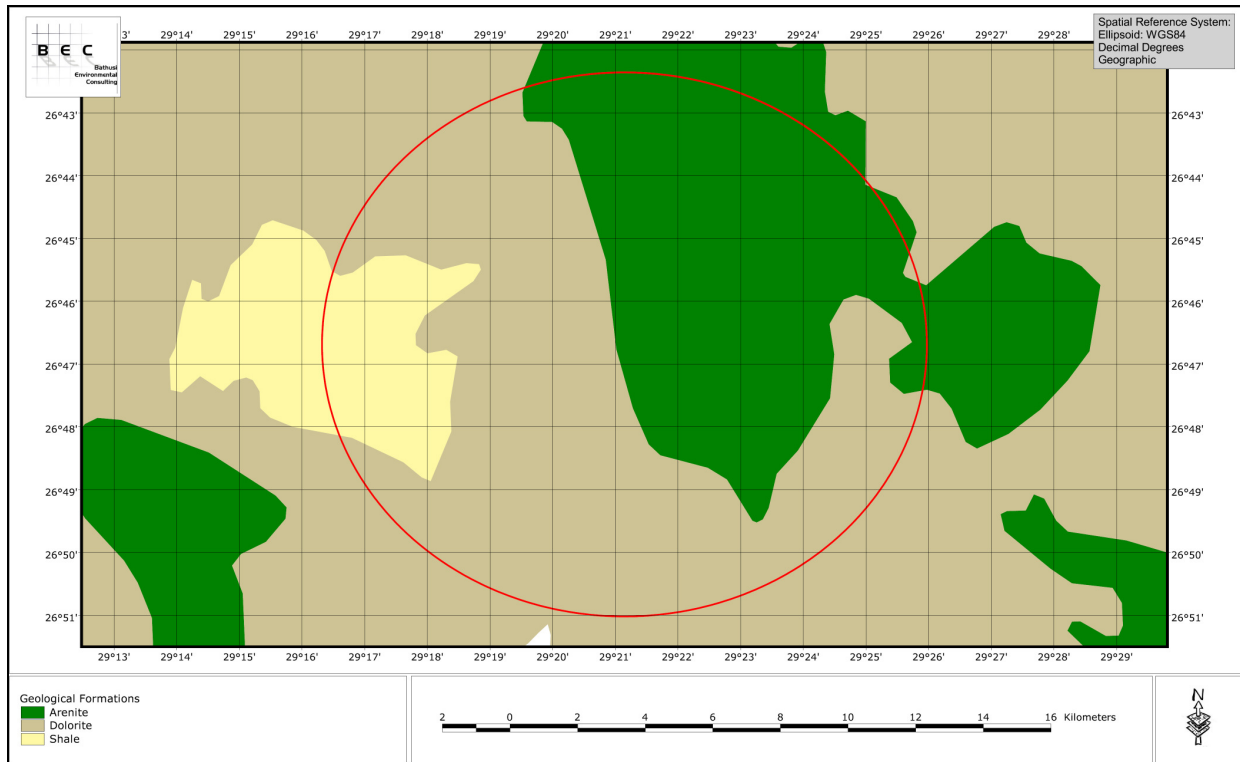 Spatial Reference System:
Ellipsoid: WGS84
Decimal Degrees
Geographic
B E C
Bathusi
Environmental
Consulting
3' 29°14' 29°15' 29°16' 29°17' 29°18' 29°19' 29°20' 29°21' 29°22' 29°23' 29°24' 29°25' 29°26' 29°27' 29°28'
26°43' 26°43'
26°44' 26°44'
26°45' 26°45'
26°46' 26°46'
26°47' 26°47'
26°48' 26°48'
26°49' 26°49'
26°50' 26°50'
26°51' 26°51'
29°13' 29°14' 29°15' 29°16' 29°17' 29°18' 29°19' 29°20' 29°21' 29°22' 29°23' 29°24' 29°25' 29°26' 29°27' 29°28' 29°29'
Geological Formations
Arenite
Dolorite
Shale
2 0 2 4 6 8 10 12 14 16 Kilometers
N